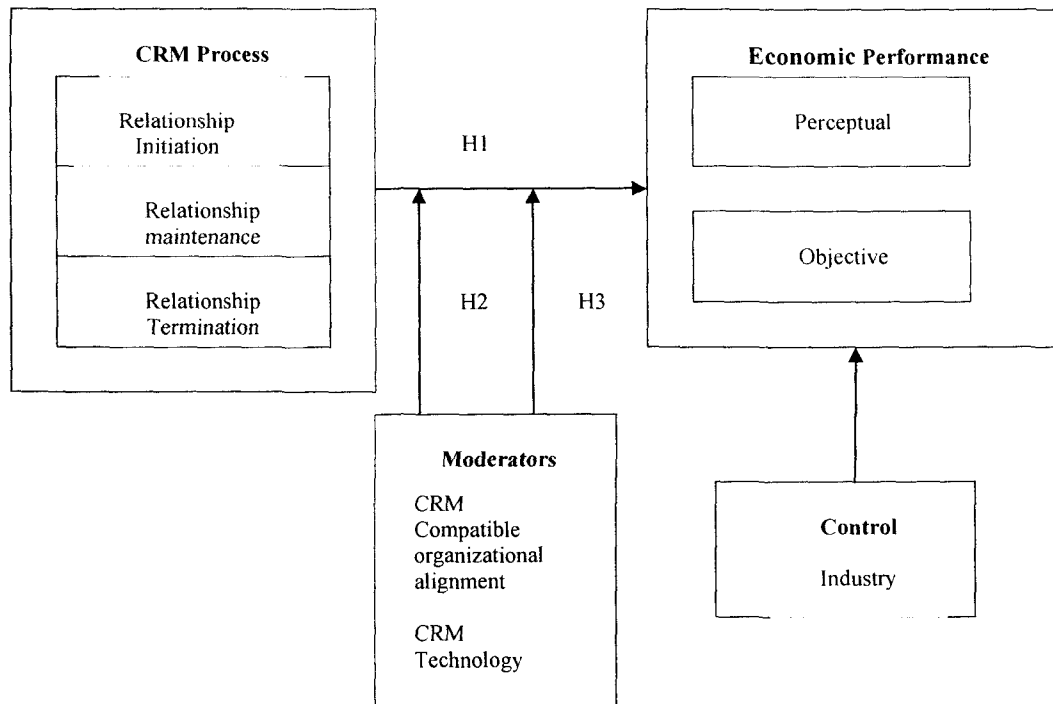 CRM Process
Relationship
Initiation
Relationship
maintenance
Relationship
Termination
H1
H2
H3
Economic Performance
Perceptual
Objective
Moderators
CRM
Compatible
organizational
alignment
CRM
Technology
Control
Industry